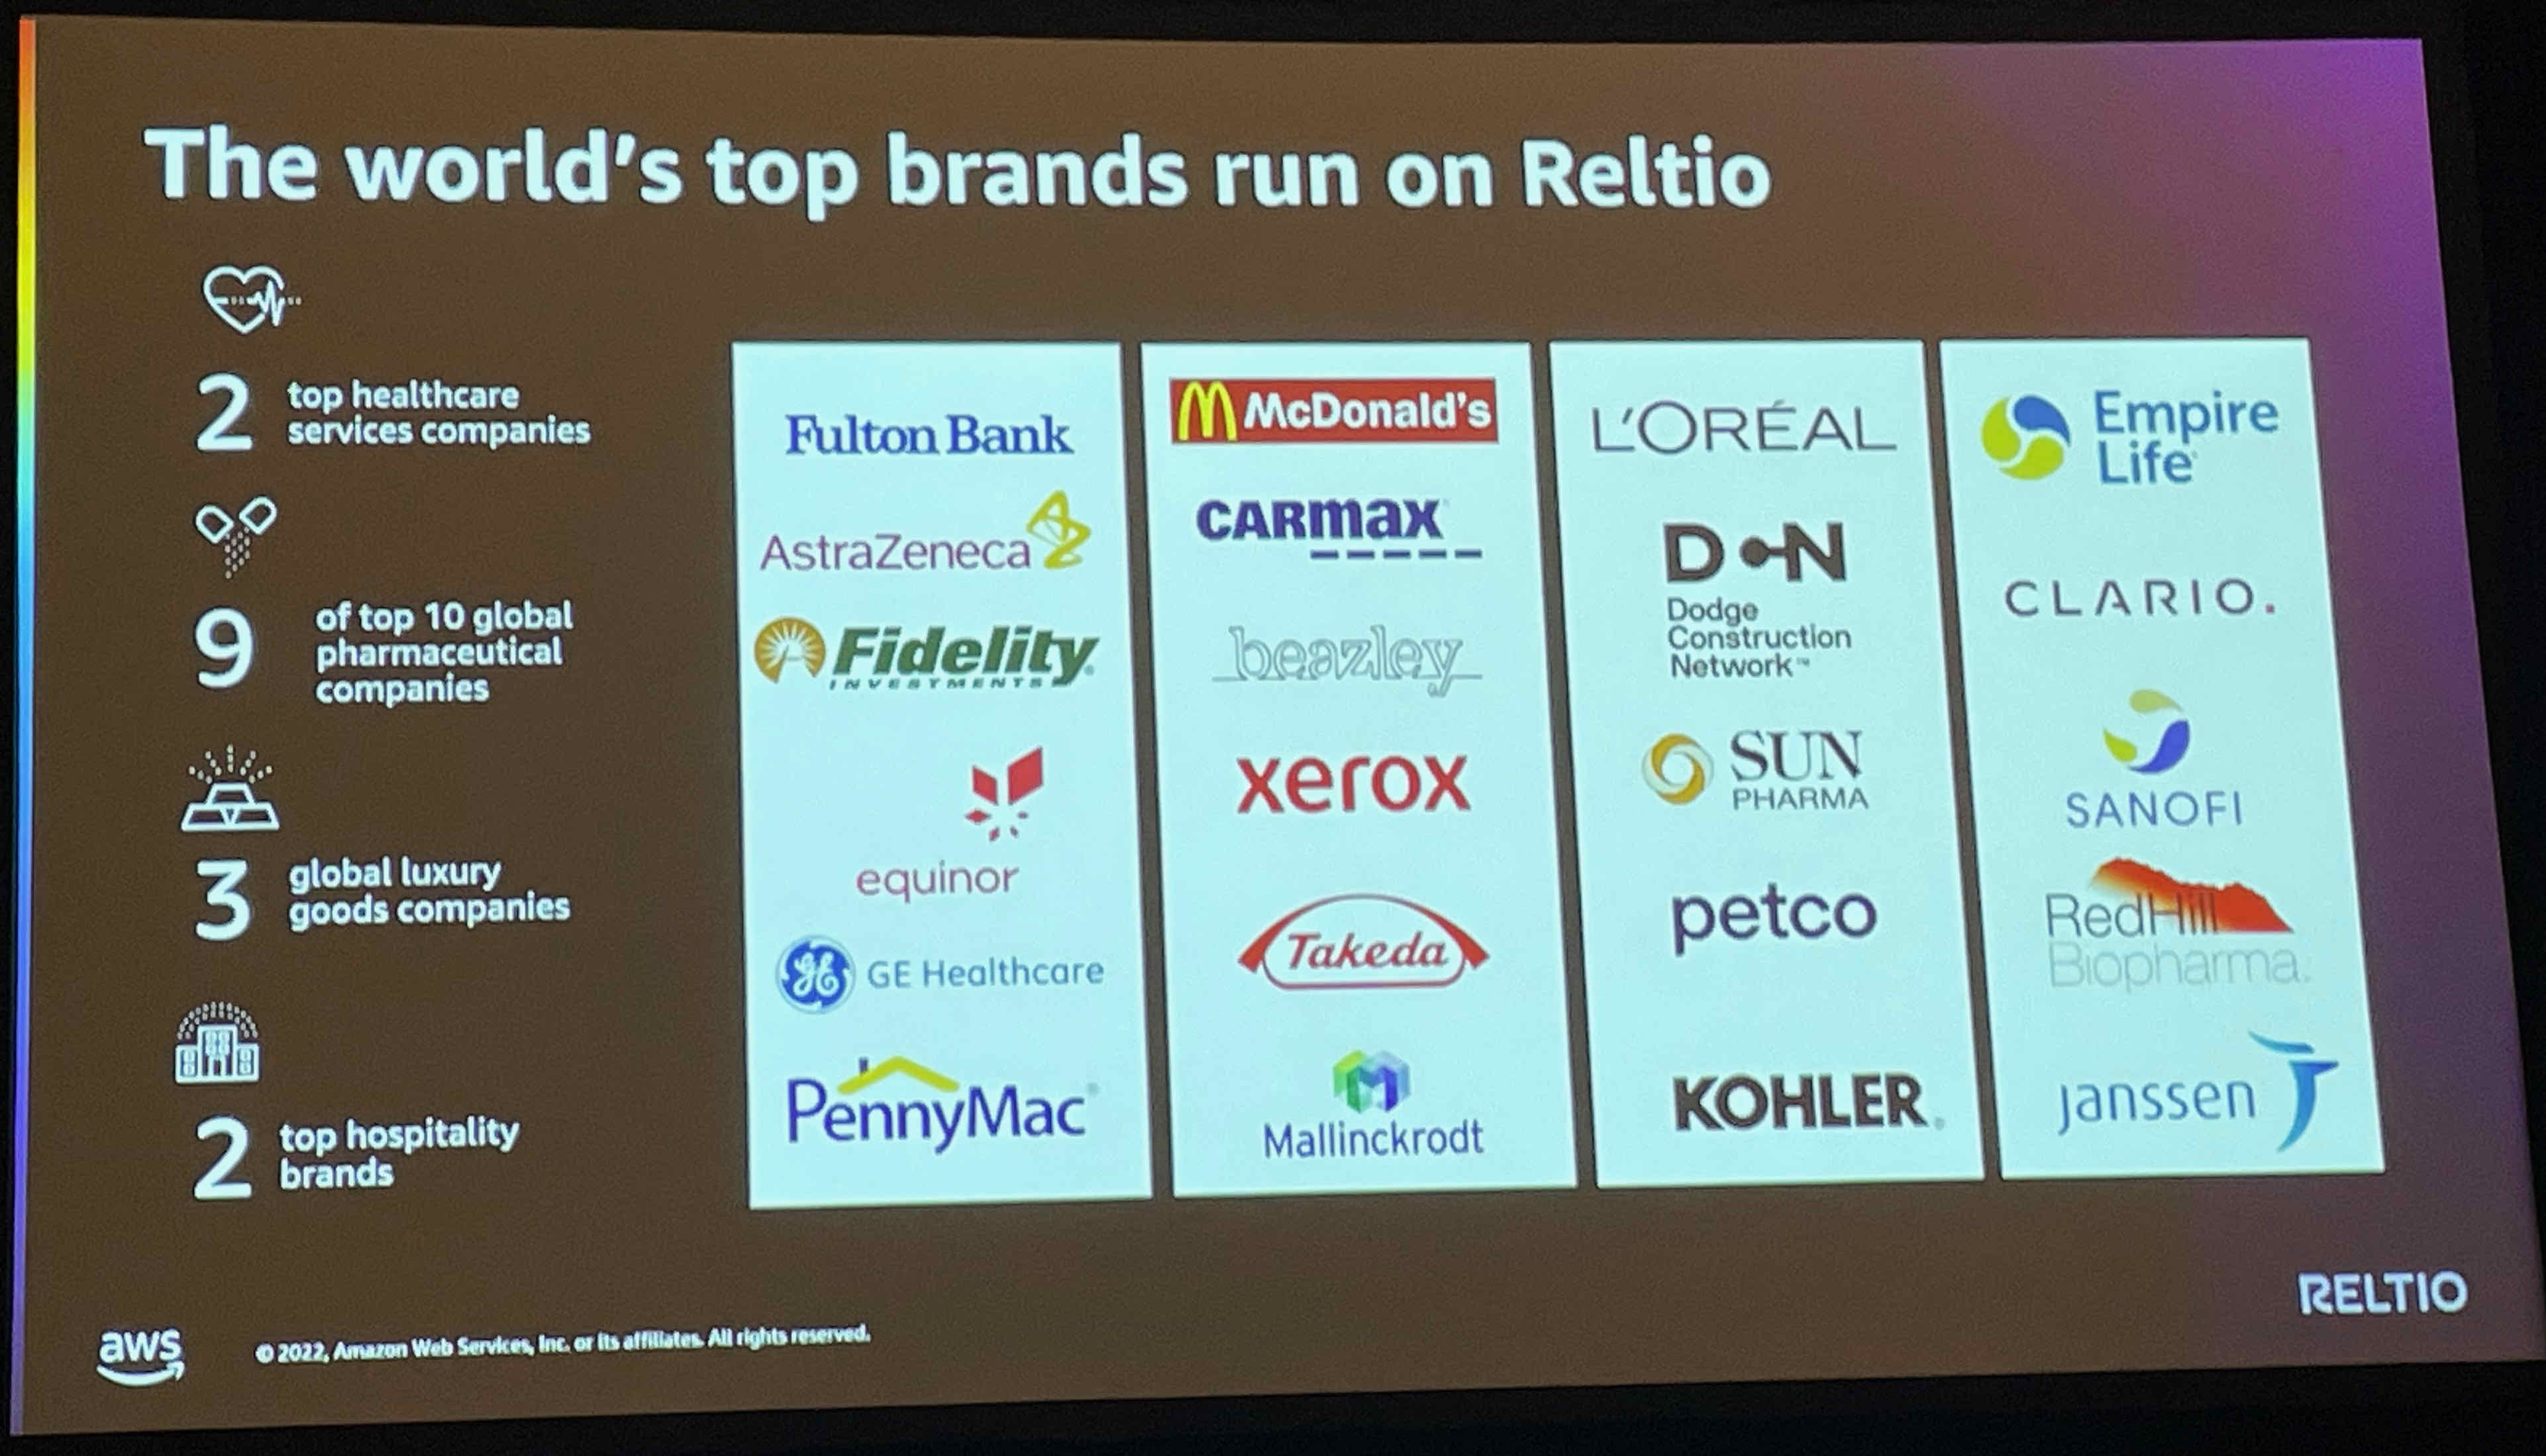 The world's top brands run on Reltio
2
top healthcare
services companies
9
of top 10 global
pharmaceutical
companies
3
global luxury
goods companies
2
top hospitality
brands
Fulton Bank
AstraZeneca
Fidelity
INVESTMENTS
equinor
GE
GE Healthcare
PennyMac
McDonald's
CARmax
beazley
xerox
Takeda
Mallinckrodt
L'ORÉAL
D N
Dodge
Construction
Network™
SUN
PHARMA
petco
KOHLER®
Empire
Life
CLARIO.
SANOFI
RedHill
Biopharma.
janssen
RELTIO
aws
© 2022, Amazon Web Services, Inc. or its affiliates. All rights reserved.